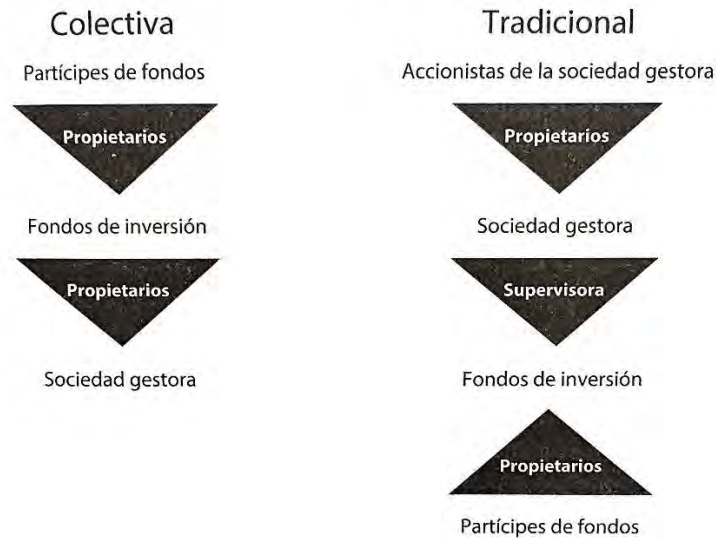 Colectiva
Partícipes de fondos
Propietarios
Fondos de inversión
Propietarios
Sociedad gestora
Tradicional
Accionistas de la sociedad gestora
Propietarios
Sociedad gestora
Supervisora
Fondos de inversión
Propietarios
Partícipes de fondos